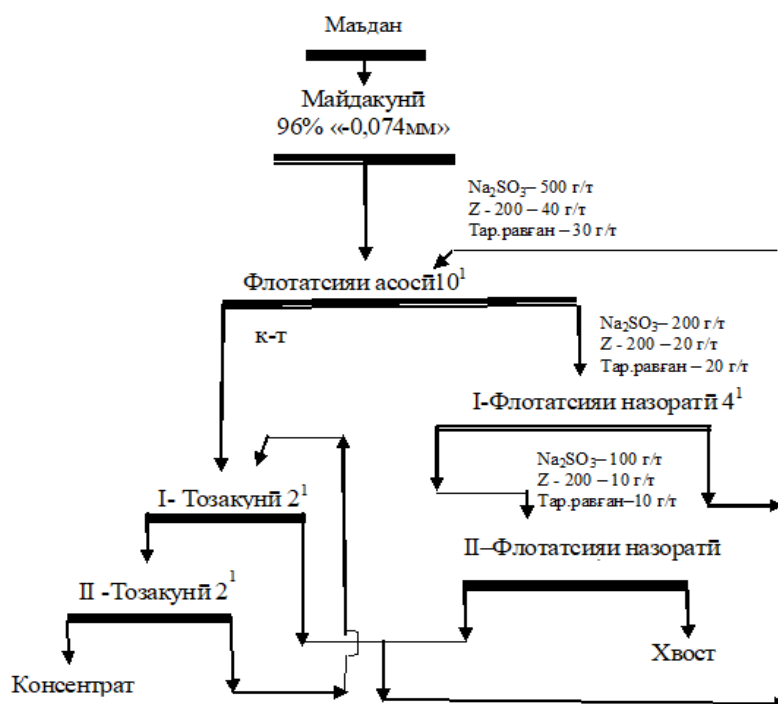 Маъдан
Майдакунӣ
96% «-0,074мм»
Na₂SO₃– 500 г/т
Z - 200 – 40 г/т
Тар.равған – 30 г/т
Флотатсияи асосӣ10¹
к-т
Na₂SO₃– 200 г/т
Z - 200 – 20 г/т
Тар.равған – 20 г/т
I-Флотатсияи назоратӣ 4¹
Na₂SO₃– 100 г/т
Z - 200 – 10 г/т
Тар.равған–10 г/т
I- Тозакунӣ 2¹
II–Флотатсияи назоратӣ
II -Тозакунӣ 2¹
Хвост
Консентрат